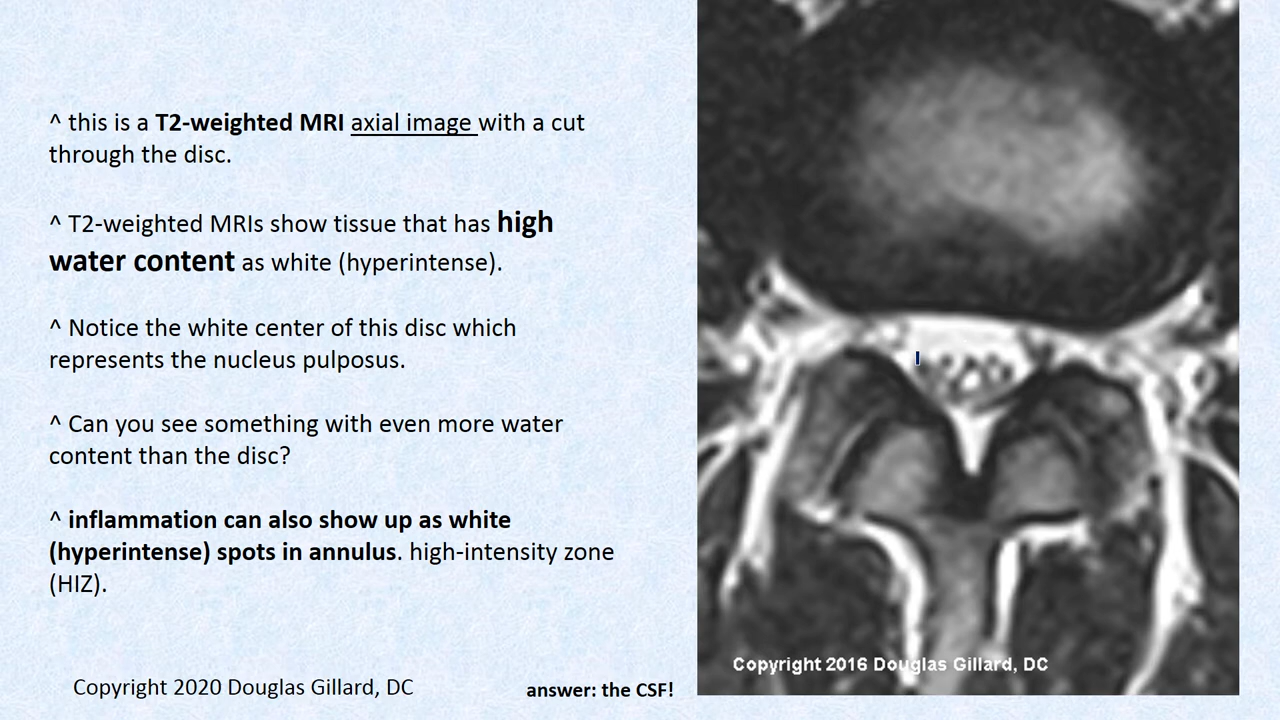 ^ this is a T2-weighted MRI axial image with a cut
through the disc.
^ T2-weighted MRIs show tissue that has high
water content as white (hyperintense).
^ Notice the white center of this disc which
represents the nucleus pulposus.
^ Can you see something with even more water
content than the disc?
^ inflammation can also show up as white
(hyperintense) spots in annulus. high-intensity zone
(HIZ).
Copyright 2020 Douglas Gillard, DC
answer: the CSF!
Copyright 2016 Douglas Gillard, DC